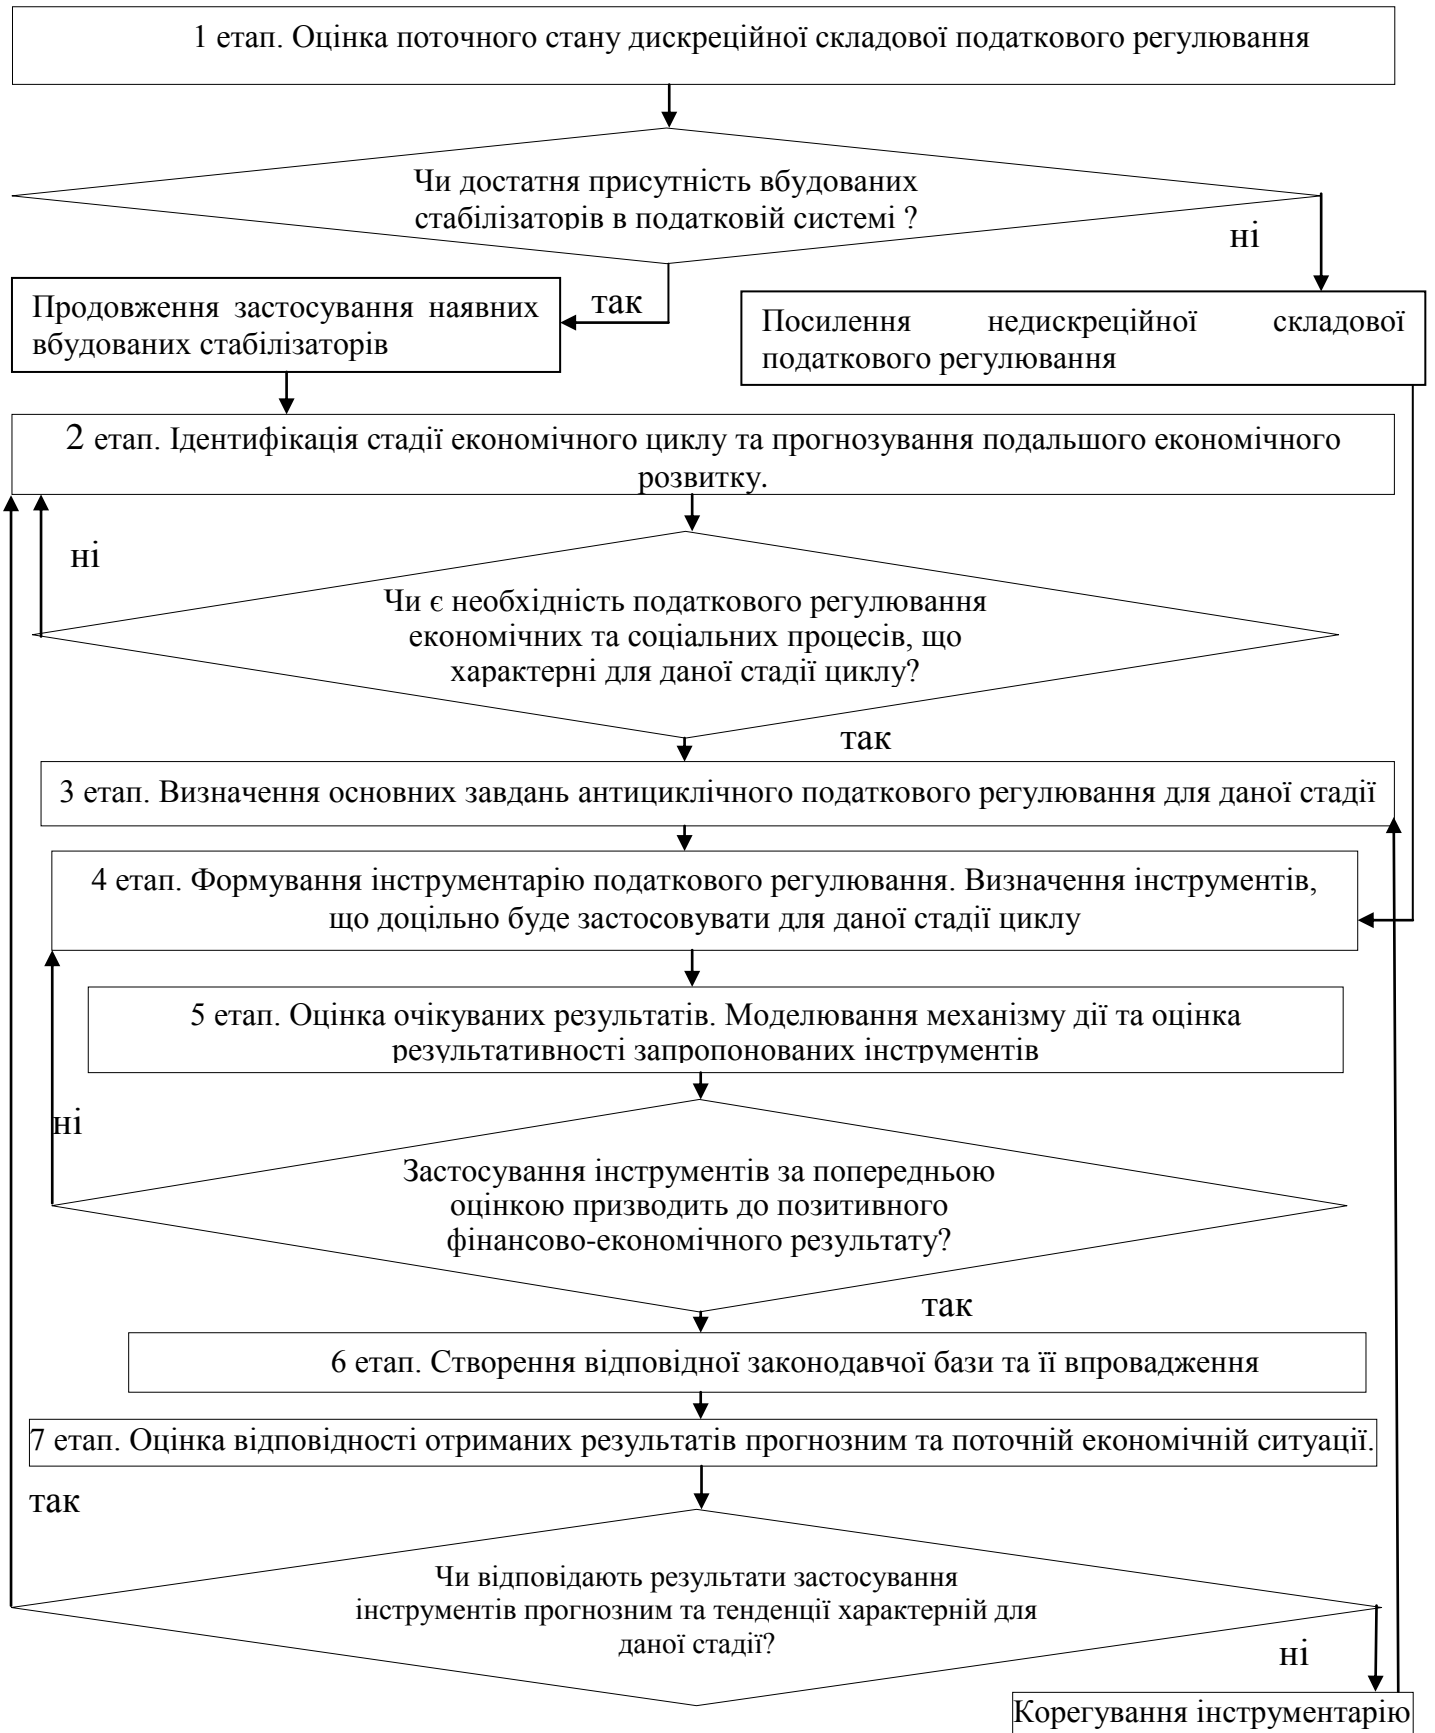 1 етап. Оцінка поточного стану дискреційної складової податкового регулювання
Чи достатня присутність вбудованих
стабілізаторів в податковій системі ?
ні
так
Продовження застосування наявних
вбудованих стабілізаторів
Посилення недискреційної складової
податкового регулювання
2 етап. Ідентифікація стадії економічного циклу та прогнозування подальшого економічного
розвитку.
ні
Чи є необхідність податкового регулювання
економічних та соціальних процесів, що
характерні для даної стадії циклу?
так
3 етап. Визначення основних завдань антициклічного податкового регулювання для даної стадії
4 етап. Формування інструментарію податкового регулювання. Визначення інструментів,
що доцільно буде застосовувати для даної стадії циклу
5 етап. Оцінка очікуваних результатів. Моделювання механізму дії та оцінка
результативності запропонованих інструментів
ні
Застосування інструментів за попередньою
оцінкою призводить до позитивного
фінансово-економічного результату?
так
6 етап. Створення відповідної законодавчої бази та її впровадження
7 етап. Оцінка відповідності отриманих результатів прогнозним та поточній економічній ситуації.
так
Чи відповідають результати застосування
інструментів прогнозним та тенденції характерній для
даної стадії?
ні
Корегування інструментарію